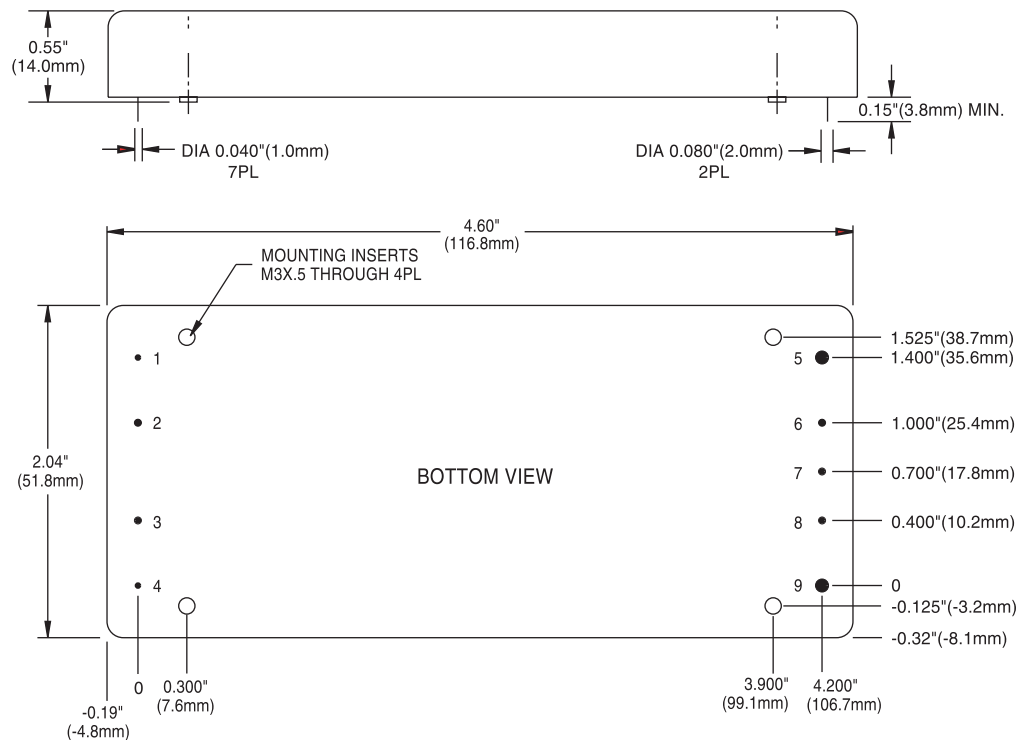 0.55"
(14.0mm)
0.15"(3.8mm) MIN.
DIA 0.040"(1.0mm)
7PL
DIA 0.080"(2.0mm)
2PL
4.60"
(116.8mm)
MOUNTING INSERTS
M3X.5 THROUGH 4PL
1.525"(38.7mm)
1
5
1.400"(35.6mm)
2
6
1.000"(25.4mm)
2.04"
(51.8mm)
BOTTOM VIEW
7
0.700"(17.8mm)
3
8
0.400"(10.2mm)
4
9
0
-0.125"(-3.2mm)
-0.32"(-8.1mm)
0
0.300"
(7.6mm)
3.900"
(99.1mm)
4.200"
(106.7mm)
-0.19"
(-4.8mm)